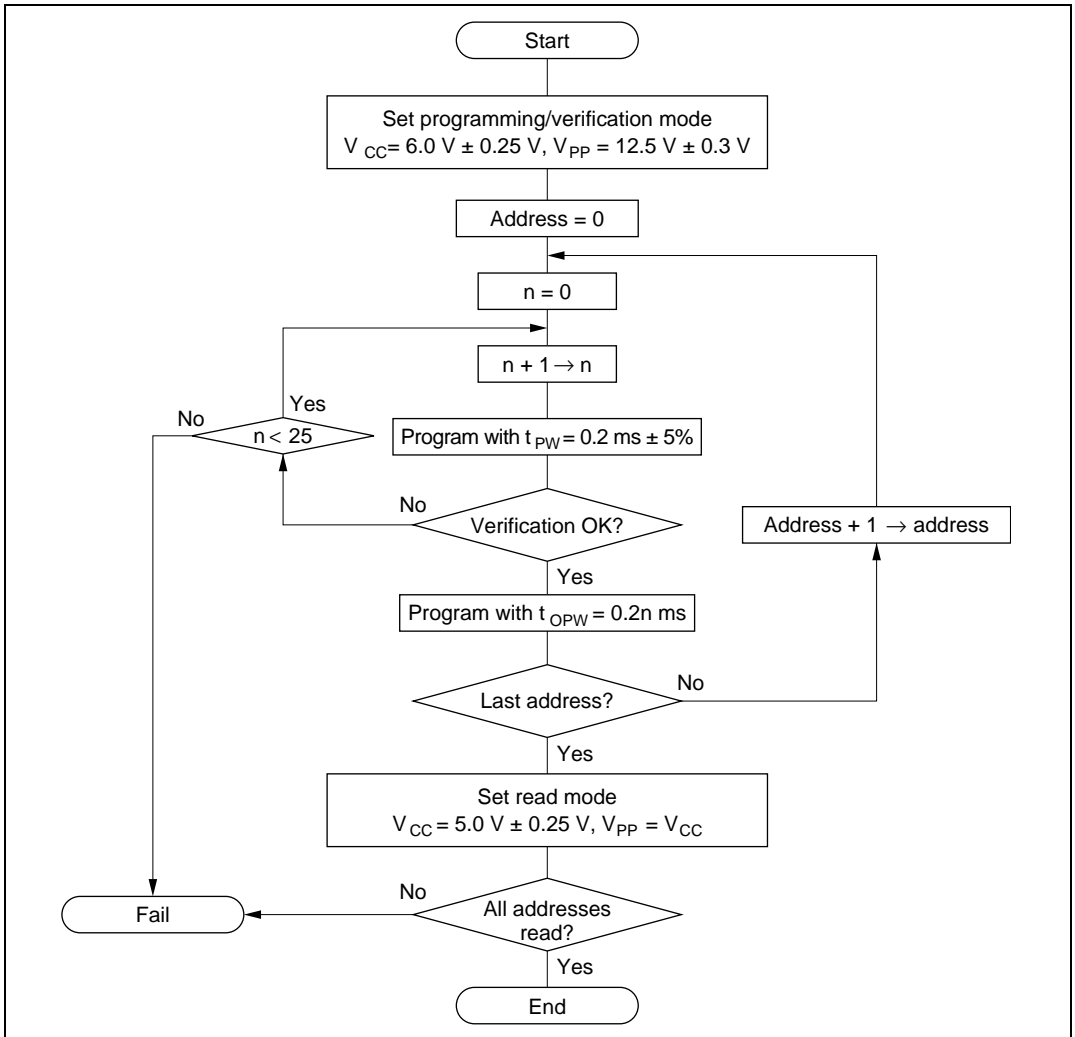 Start
Set programming/verification mode
V CC= 6.0 V ± 0.25 V, VPP = 12.5 V ± 0.3 V
Address = 0
n = 0
n + 1 → n
No
Yes
n < 25
Program with t PW = 0.2 ms ± 5%
No
Verification OK?
Address + 1 → address
Yes
Program with t OPW = 0.2n ms
Last address?
No
Yes
Set read mode
V CC = 5.0 V ± 0.25 V, VPP = VCC
No
Fail
All addresses
read?
Yes
End